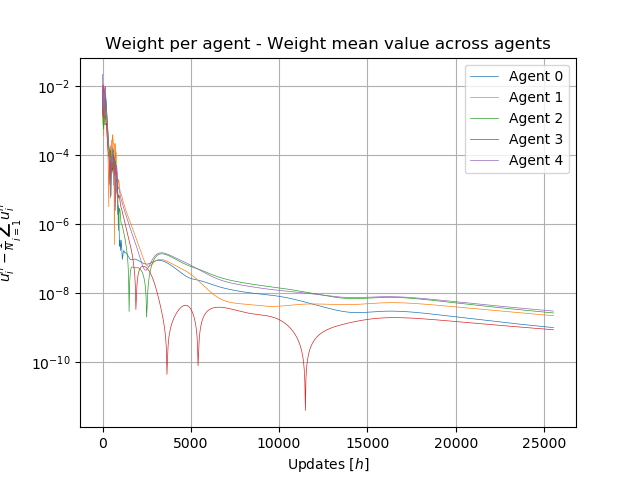 Weight per agent - Weight mean value across agents
10⁻²
10⁻⁴
10⁻⁶
10⁻⁸
10⁻¹⁰
Agent 0
Agent 1
Agent 2
Agent 3
Agent 4
0 5000 10000 15000 20000 25000
Updates [h]